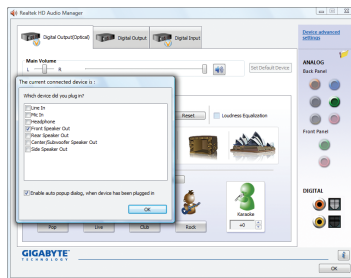 Realtek HD Audio Manager
Digital Output(Optical)
Digital Output
Digital Input
Device advanced settings
Main Volume
L
R
Set Default Device
ANALOG
Back Panel
The current connected device is :
Which device did you plug in?
Line In
Mic In
Headphone
Front Speaker Out
Rear Speaker Out
Center/Subwoofer Speaker Out
Side Speaker Out
Enable auto popup dialog, when device has been plugged in
OK
Reset
Loudness Equalization
Front Panel
Karaoke
+0
Pop
Live
Club
Rock
DIGITAL
GIGABYTE
TECHNOLOGY
OK